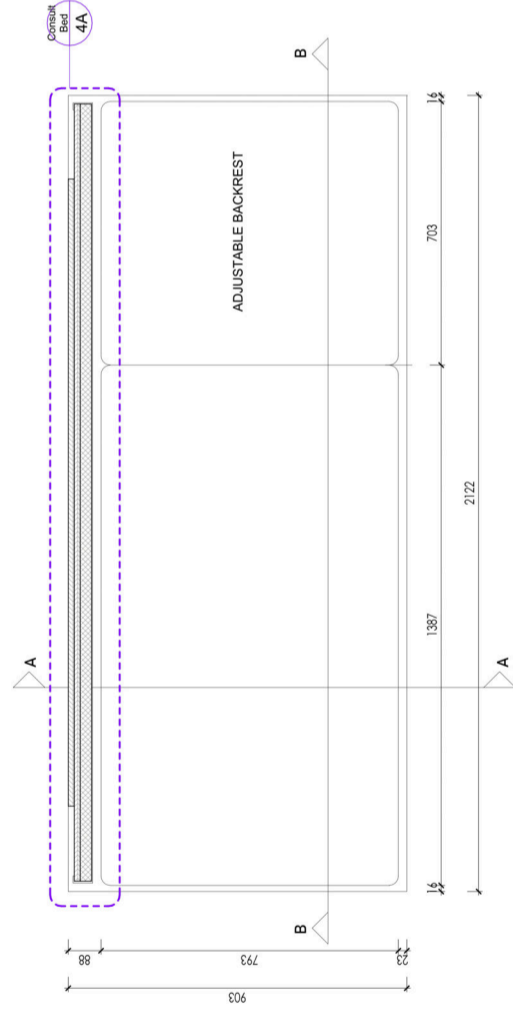 Consult
Bed
4A
B
16
ADJUSTABLE BACKREST
703
2122
A
1387
A
B
16
88
793
23
903